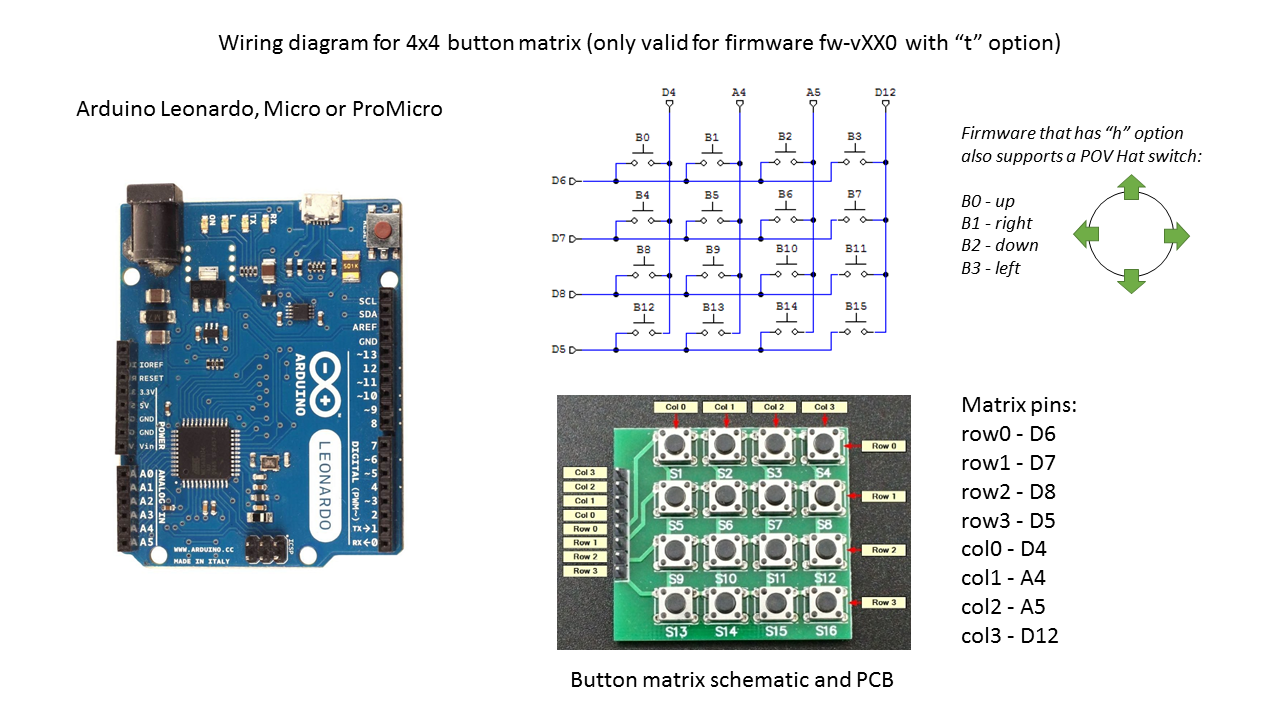 Wiring diagram for 4x4 button matrix (only valid for firmware fw-vXX0 with “t” option)
Arduino Leonardo, Micro or ProMicro
ON
L
TX
RX
SCL
SDA
AREF
GND
~13
12
~11
~10
~9
8
7
~6
~5
4
~3
2
TX→1
RX←0
DIGITAL (PWM~)
ARDUINO
LEONARDO
IOREF
RESET
3.3V
5V
GND
GND
Vin
POWER
A0
A1
A2
A3
A4
A5
ANALOG IN
ICSP
WWW.ARDUINO.CC
MADE IN ITALY
501K
D4 A4 A5 D12
B0 B1 B2 B3
D6
B4 B5 B6 B7
D7
B8 B9 B10 B11
D8
B12 B13 B14 B15
D5
Firmware that has “h” option
also supports a POV Hat switch:
B0 - up
B1 - right
B2 - down
B3 - left
Col 0 Col 1 Col 2 Col 3
Row 0
Row 1
Row 2
Row 3
Col 3
Col 2
Col 1
Col 0
Row 0
Row 1
Row 2
Row 3
S1 S2 S3 S4
S5 S6 S7 S8
S9 S10 S11 S12
S13 S14 S15 S16
Button matrix schematic and PCB
Matrix pins:
row0 - D6
row1 - D7
row2 - D8
row3 - D5
col0 - D4
col1 - A4
col2 - A5
col3 - D12